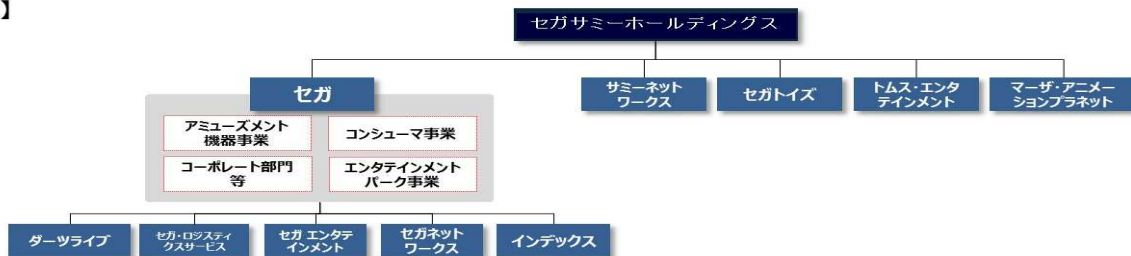 】
セガサミーホールディングス
セガ
サミーネット
ワークス
セガトイズ
トムス・エンタ
テインメント
マーザ・アニメー
ションプラネット
アミューズメント
機器事業
コンシューマ事業
コーポレート部門
等
エンタテインメント
パーク事業
ダーツライブ
セガ・ロジスティ
クスサービス
セガ エンタテ
インメント
セガネット
ワークス
インデックス